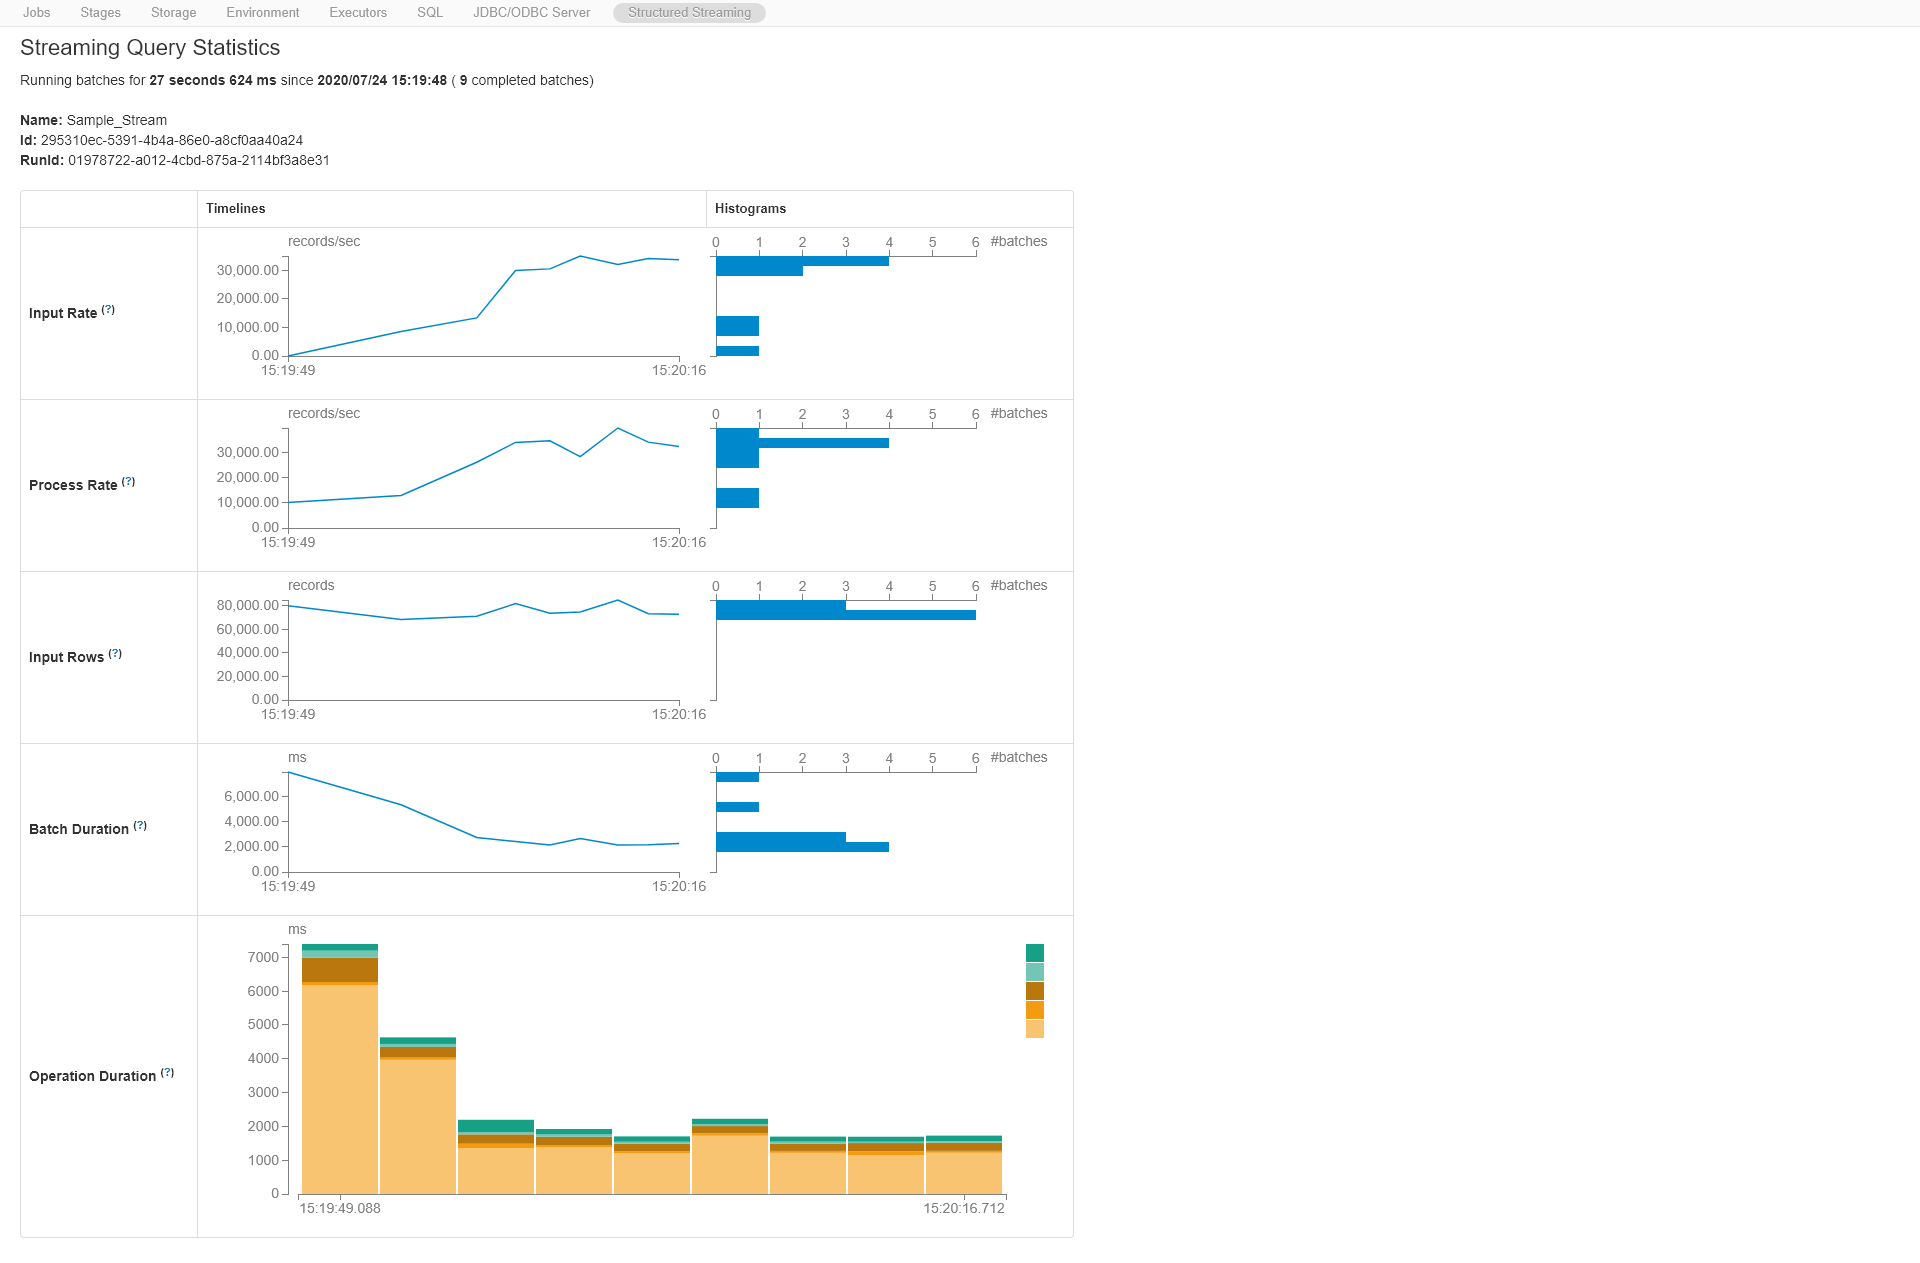 Jobs Stages Storage Environment Executors SQL JDBC/ODBC Server Structured Streaming
Streaming Query Statistics
Running batches for 27 seconds 624 ms since 2020/07/24 15:19:48 ( 9 completed batches)
Name: Sample_Stream
Id: 295310ec-5391-4b4a-86e0-a8cf0aa40a24
RunId: 01978722-a012-4cbd-875a-2114bf3a8e31
Timelines Histograms
Input Rate (?)
records/sec
30,000.00
20,000.00
10,000.00
0.00
15:19:49 15:20:16
0 1 2 3 4 5 6 #batches
Process Rate (?)
records/sec
30,000.00
20,000.00
10,000.00
0.00
15:19:49 15:20:16
0 1 2 3 4 5 6 #batches
Input Rows (?)
records
80,000.00
60,000.00
40,000.00
20,000.00
0.00
15:19:49 15:20:16
0 1 2 3 4 5 6 #batches
Batch Duration (?)
ms
6,000.00
4,000.00
2,000.00
0.00
15:19:49 15:20:16
0 1 2 3 4 5 6 #batches
Operation Duration (?)
ms
7000
6000
5000
4000
3000
2000
1000
0
15:19:49.088 15:20:16.712